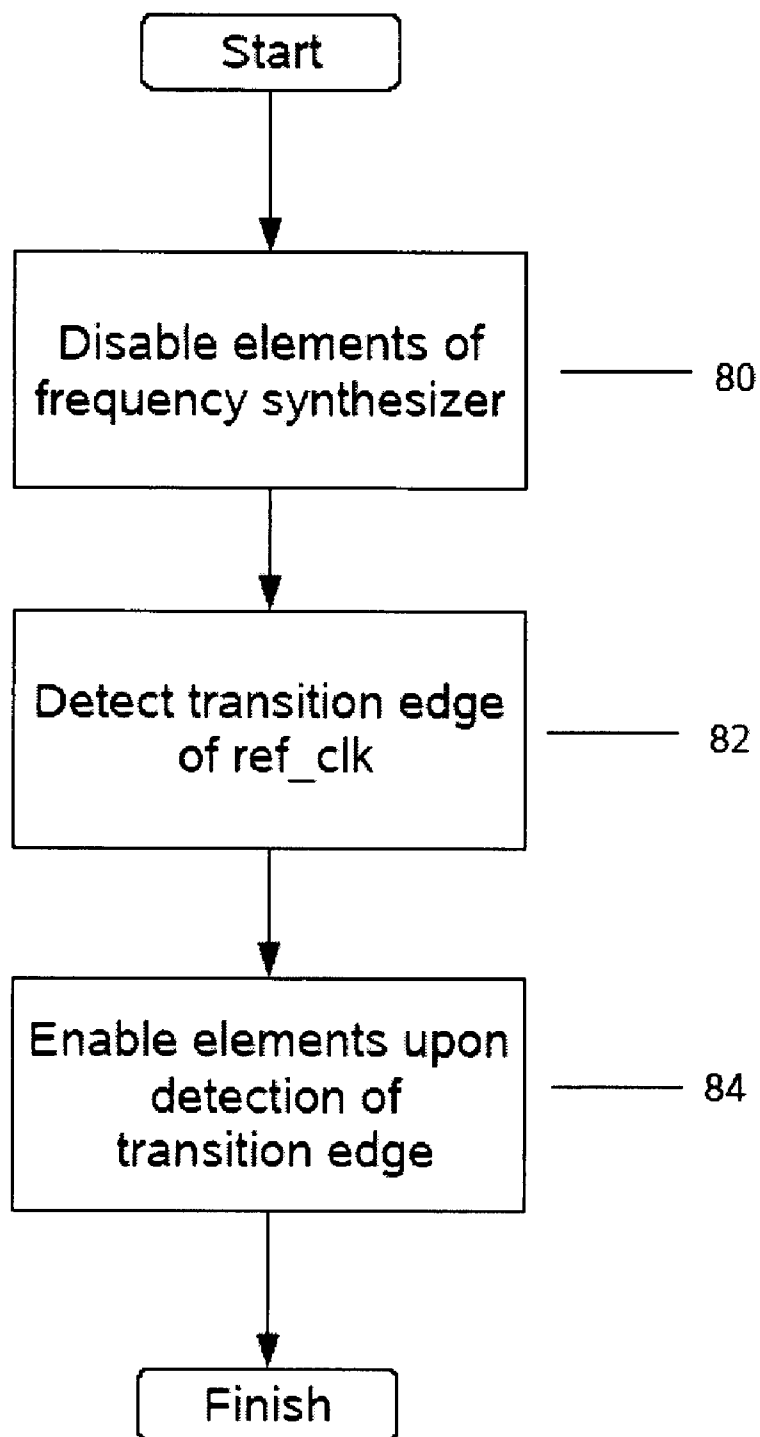 Start
Disable elements of
frequency synthesizer
80
Detect transition edge
of ref_clk
82
Enable elements upon
detection of
transition edge
84
Finish